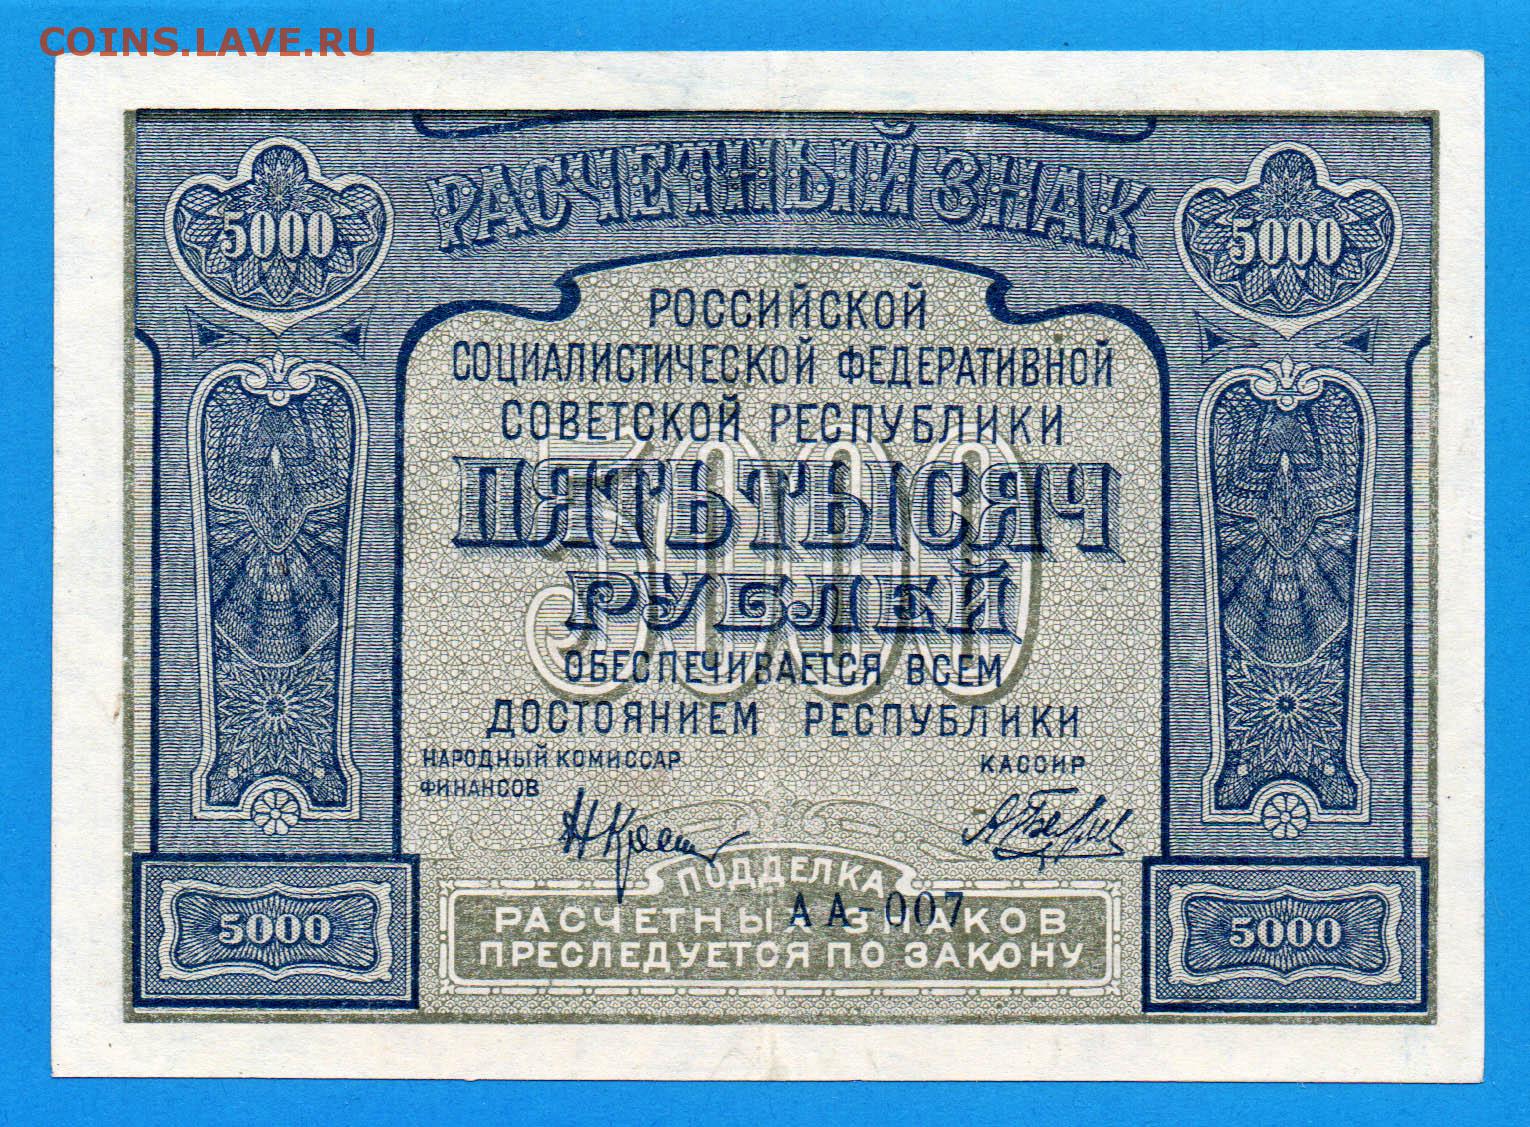 COINS.LAVE.RU
РАСЧЕТНЫЙ ЗНАК
5000
5000
РОССИЙСКОЙ
СОЦИАЛИСТИЧЕСКОЙ ФЕДЕРАТИВНОЙ
СОВЕТСКОЙ РЕСПУБЛИКИ
5000
ПЯТЬ ТЫСЯЧ
РУБЛЕЙ
ОБЕСПЕЧИВАЕТСЯ ВСЕМ
ДОСТОЯНИЕМ РЕСПУБЛИКИ
НАРОДНЫЙ КОМИССАР
ФИНАНСОВ
КАССИР
ПОДДЕЛКА
АА-007
РАСЧЕТНЫХ ЗНАКОВ
ПРЕСЛЕДУЕТСЯ ПО ЗАКОНУ
5000
5000